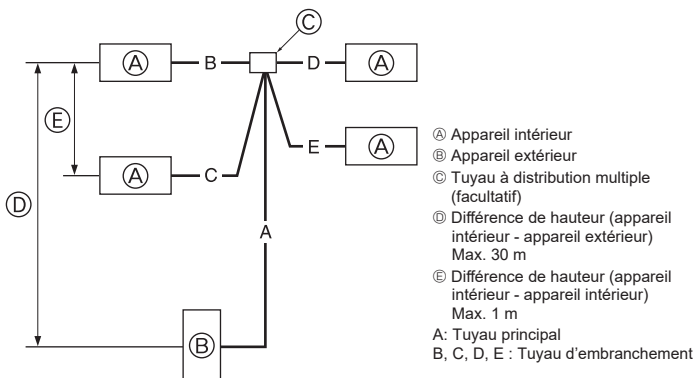 Ⓒ
Ⓐ B D Ⓐ
Ⓔ
E Ⓐ
Ⓐ C
Ⓓ
A
Ⓑ
Ⓐ Appareil intérieur
Ⓑ Appareil extérieur
Ⓒ Tuyau à distribution multiple
(facultatif)
Ⓓ Différence de hauteur (appareil
intérieur - appareil extérieur)
Max. 30 m
Ⓔ Différence de hauteur (appareil
intérieur - appareil intérieur)
Max. 1 m
A: Tuyau principal
B, C, D, E : Tuyau d’embranchement